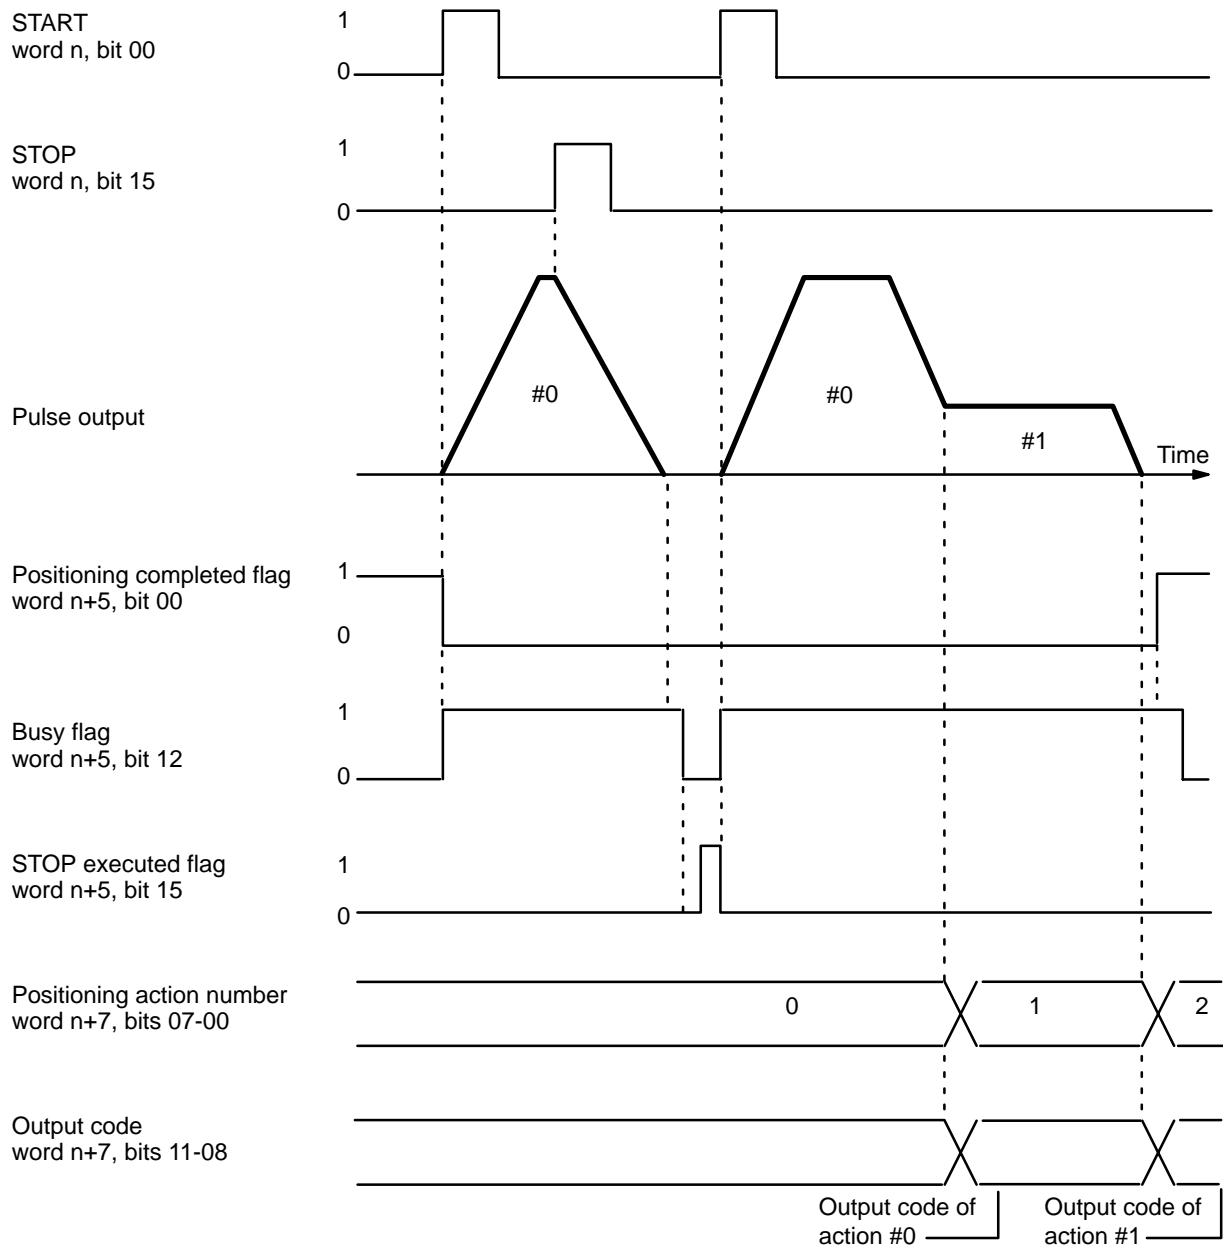 START
word n, bit 00
1
0
STOP
word n, bit 15
1
0
Pulse output
#0
#0
#1
Time
Positioning completed flag
word n+5, bit 00
1
0
Busy flag
word n+5, bit 12
1
0
STOP executed flag
word n+5, bit 15
1
0
Positioning action number
word n+7, bits 07-00
0
1
2
Output code
word n+7, bits 11-08
Output code of
action #0
Output code of
action #1